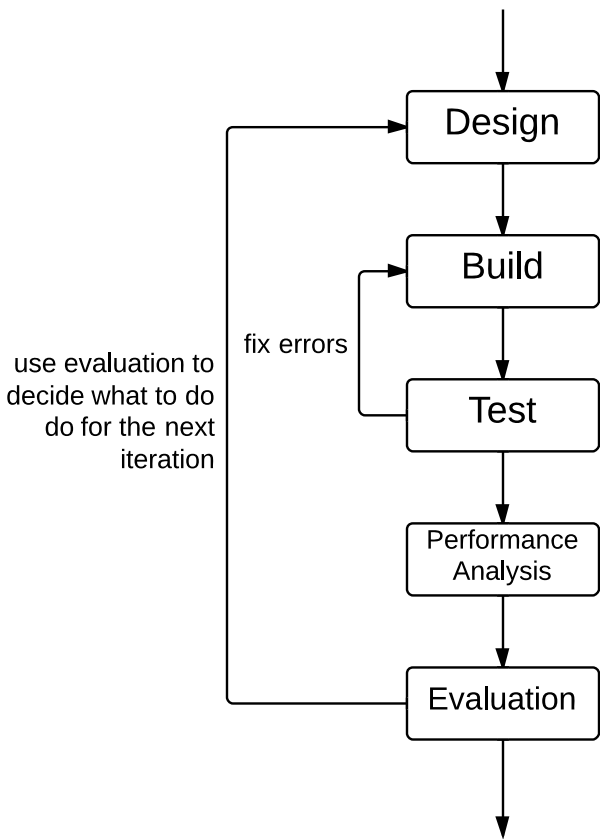 Design
Build
fix errors
use evaluation to
decide what to do
do for the next
iteration
Test
Performance
Analysis
Evaluation